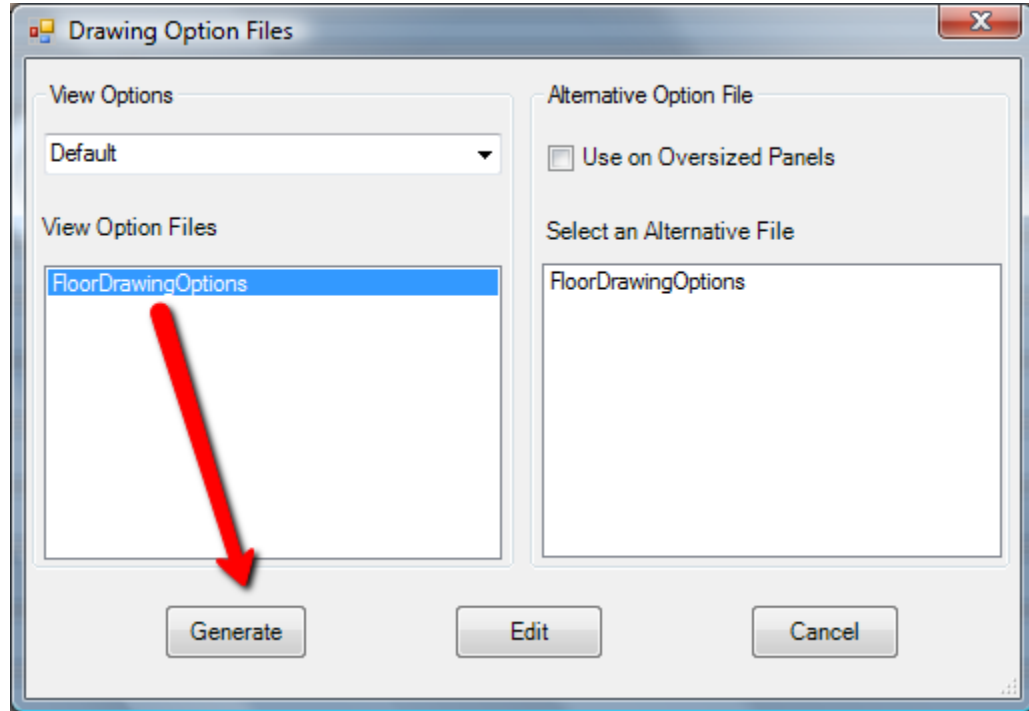 Drawing Option Files
View Options
Default
View Option Files
FloorDrawingOptions
Alternative Option File
Use on Oversized Panels
Select an Alternative File
FloorDrawingOptions
Generate
Edit
Cancel